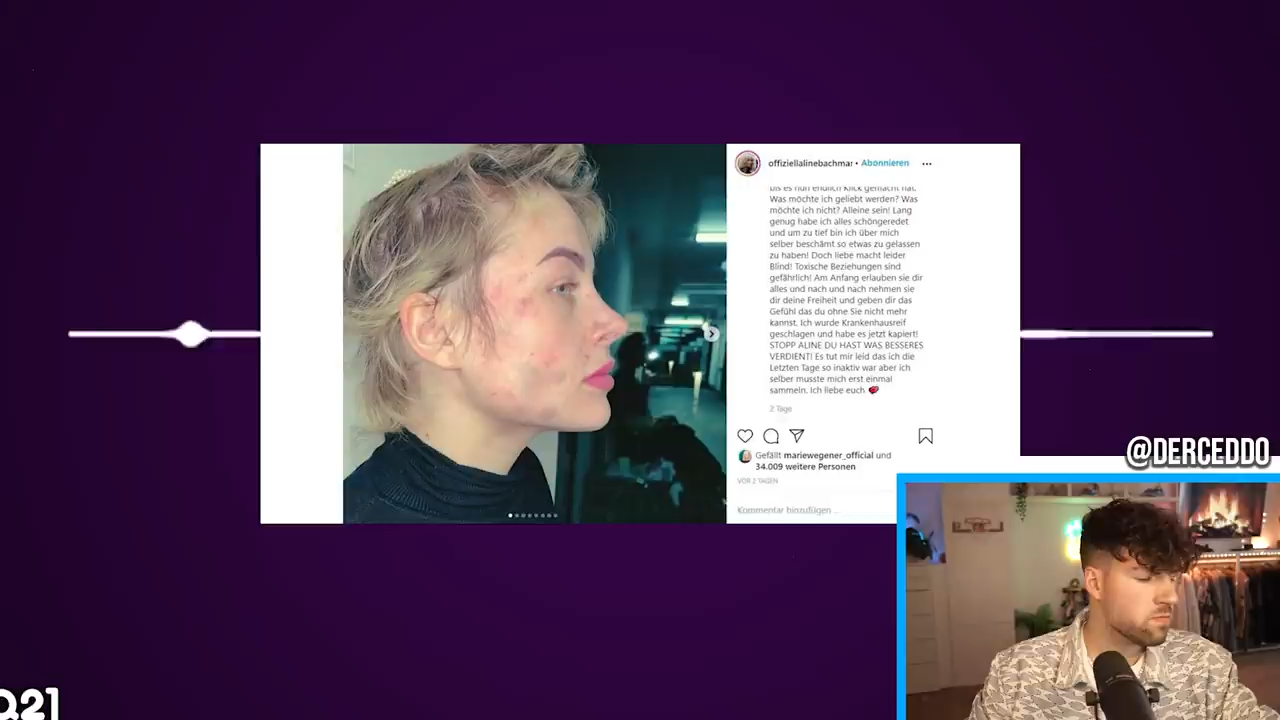 offiziellalinebachmar • Abonnieren
bis es nun endlich Klick gemacht hat.
Was möchte ich geliebt werden? Was
möchte ich nicht? Alleine sein! Lang
genug habe ich alles schöngeredet
und um zu tief bin ich über mich
selber beschämt so etwas zu gelassen
zu haben! Doch liebe macht leider
Blind! Toxische Beziehungen sind
gefährlich! Am Anfang erlauben sie dir
alles und nach und nach nehmen sie
dir deine Freiheit und geben dir das
Gefühl das du ohne Sie nicht mehr
kannst. Ich wurde Krankenhausreif
geschlagen und habe es jetzt kapiert!
STOPP ALINE DU HAST WAS BESSERES
VERDIENT! Es tut mir leid das ich die
Letzten Tage so inaktiv war aber ich
selber musste mich erst einmal
sammeln. Ich liebe euch
2 Tage
Gefällt mariewegener_official und
34.009 weitere Personen
VOR 2 TAGEN
Kommentar hinzufügen ...
@DERCEDDO
Q21